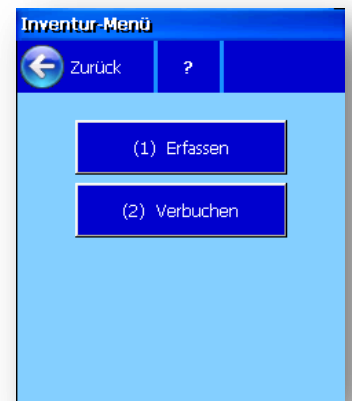 Inventur-Menü
Zurück ?
(1) Erfassen
(2) Verbuchen